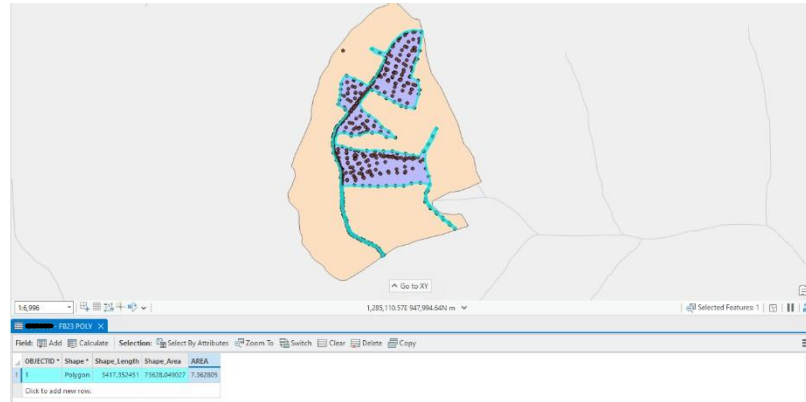 Go to XY
1:6,996
1,285,110.57E 947,994.64N m
Selected Features: 1
- FB23 POLY
Field: Add Calculate Selection: Select By Attributes Zoom To Switch Clear Delete Copy
OBJECTID * Shape * Shape_Length Shape_Area AREA
1 1 Polygon 3417.352451 73628.049027 7.362805
Click to add new row.